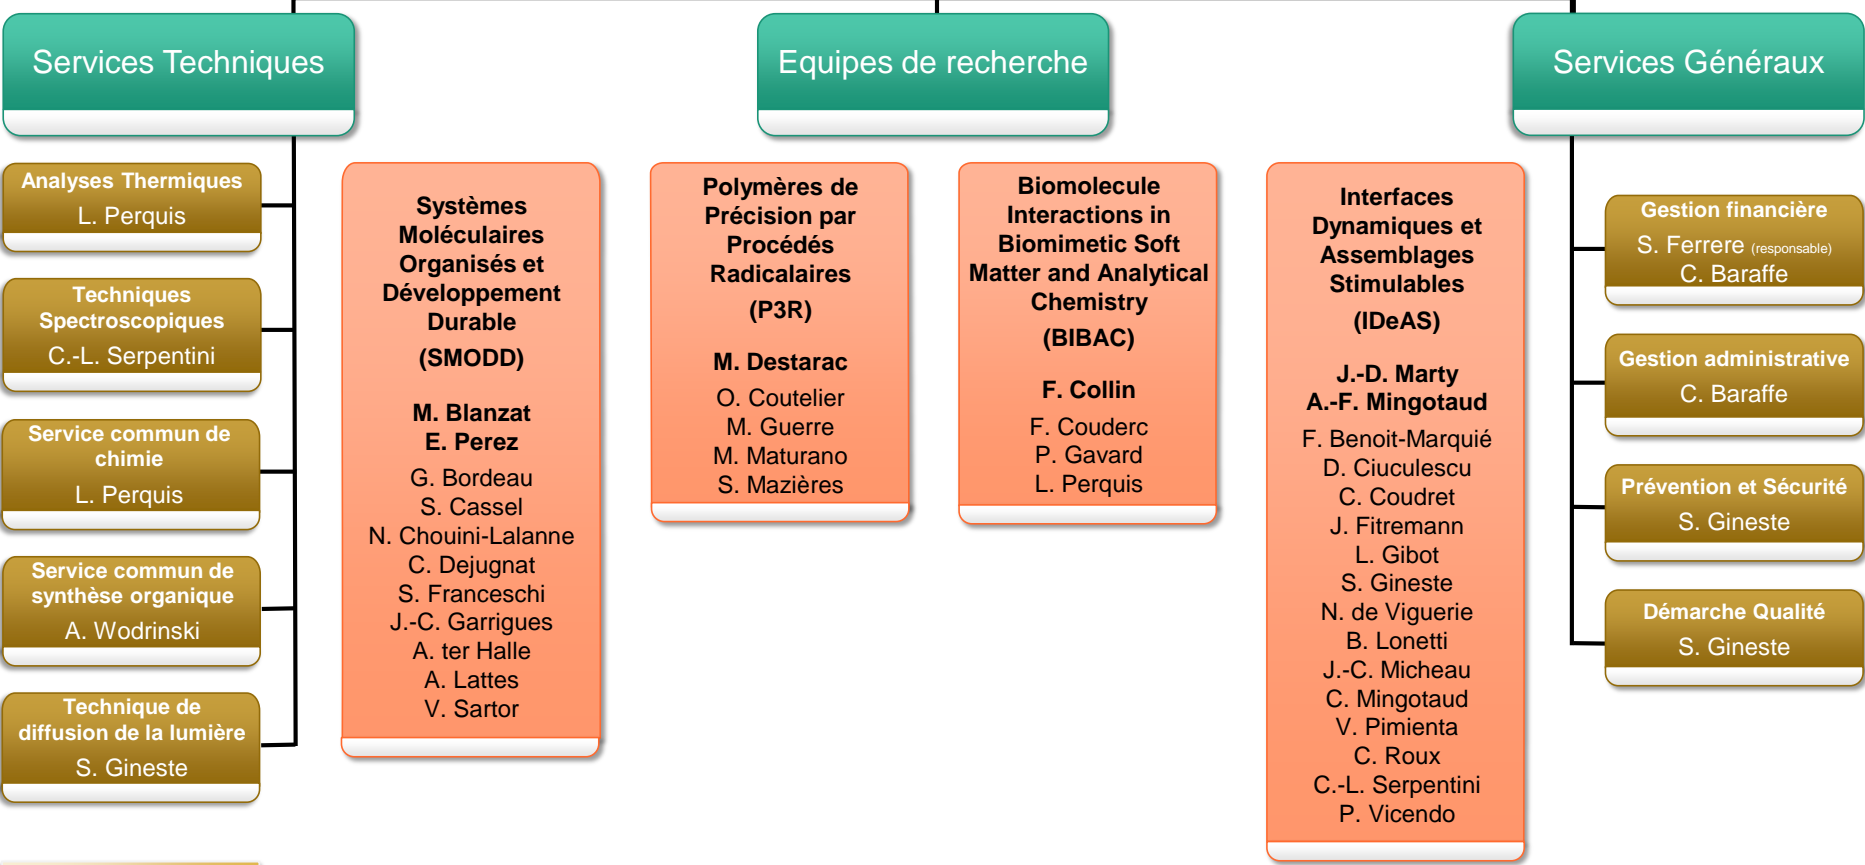 Services Techniques
Equipes de recherche
Services Généraux
Analyses Thermiques
L. Perquis
Techniques
Spectroscopiques
C.-L. Serpentini
Service commun de
chimie
L. Perquis
Service commun de
synthèse organique
A. Wodrinski
Technique de
diffusion de la lumière
S. Gineste
Systèmes
Moléculaires
Organisés et
Développement
Durable
(SMODD)
M. Blanzat
E. Perez
G. Bordeau
S. Cassel
N. Chouini-Lalanne
C. Dejugnat
S. Franceschi
J.-C. Garrigues
A. ter Halle
A. Lattes
V. Sartor
Polymères de
Précision par
Procédés
Radicalaires
(P3R)
M. Destarac
O. Coutelier
M. Guerre
M. Maturano
S. Mazières
Biomolecule
Interactions in
Biomimetic Soft
Matter and Analytical
Chemistry
(BIBAC)
F. Collin
F. Couderc
P. Gavard
L. Perquis
Interfaces
Dynamiques et
Assemblages
Stimulables
(IDeAS)
J.-D. Marty
A.-F. Mingotaud
F. Benoit-Marquié
D. Ciuculescu
C. Coudret
J. Fitremann
L. Gibot
S. Gineste
N. de Viguerie
B. Lonetti
J.-C. Micheau
C. Mingotaud
V. Pimienta
C. Roux
C.-L. Serpentini
P. Vicendo
Gestion financière
S. Ferrere (responsable)
C. Baraffe
Gestion administrative
C. Baraffe
Prévention et Sécurité
S. Gineste
Démarche Qualité
S. Gineste